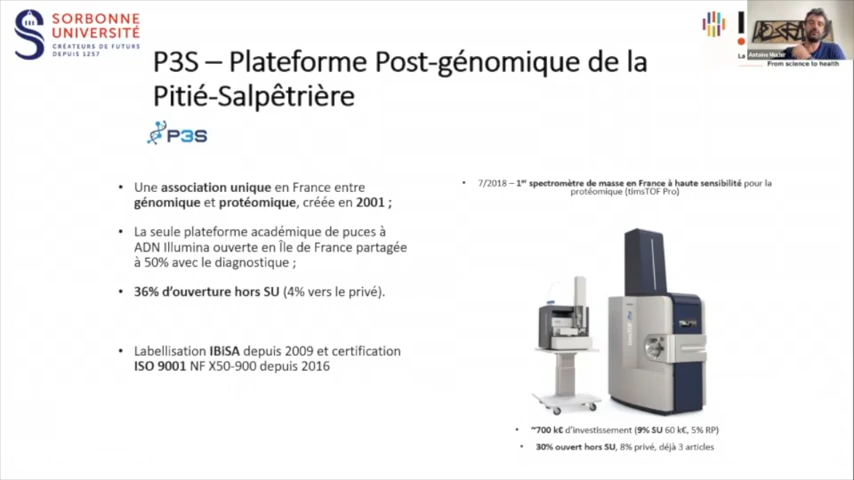 SORBONNE
UNIVERSITÉ
CRÉATEURS DE FUTURS
DEPUIS 1257
P3S – Plateforme Post-génomique de la
Pitié-Salpêtrière
P3S
La
Antoine
From science to health
• Une association unique en France entre
génomique et protéomique, créée en 2001 ;
• La seule plateforme académique de puces à
ADN Illumina ouverte en Île de France partagée
à 50% avec le diagnostique ;
• 36% d’ouverture hors SU (4% vers le privé).
• Labellisation IBiSA depuis 2009 et certification
ISO 9001 NF X50-900 depuis 2016
• 7/2018 – 1er spectromètre de masse en France à haute sensibilité pour la
protéomique (timsTOF Pro)
• ~700 k€ d’investissement (9% SU 60 k€, 5% RP)
• 30% ouvert hors SU, 8% privé, déjà 3 articles